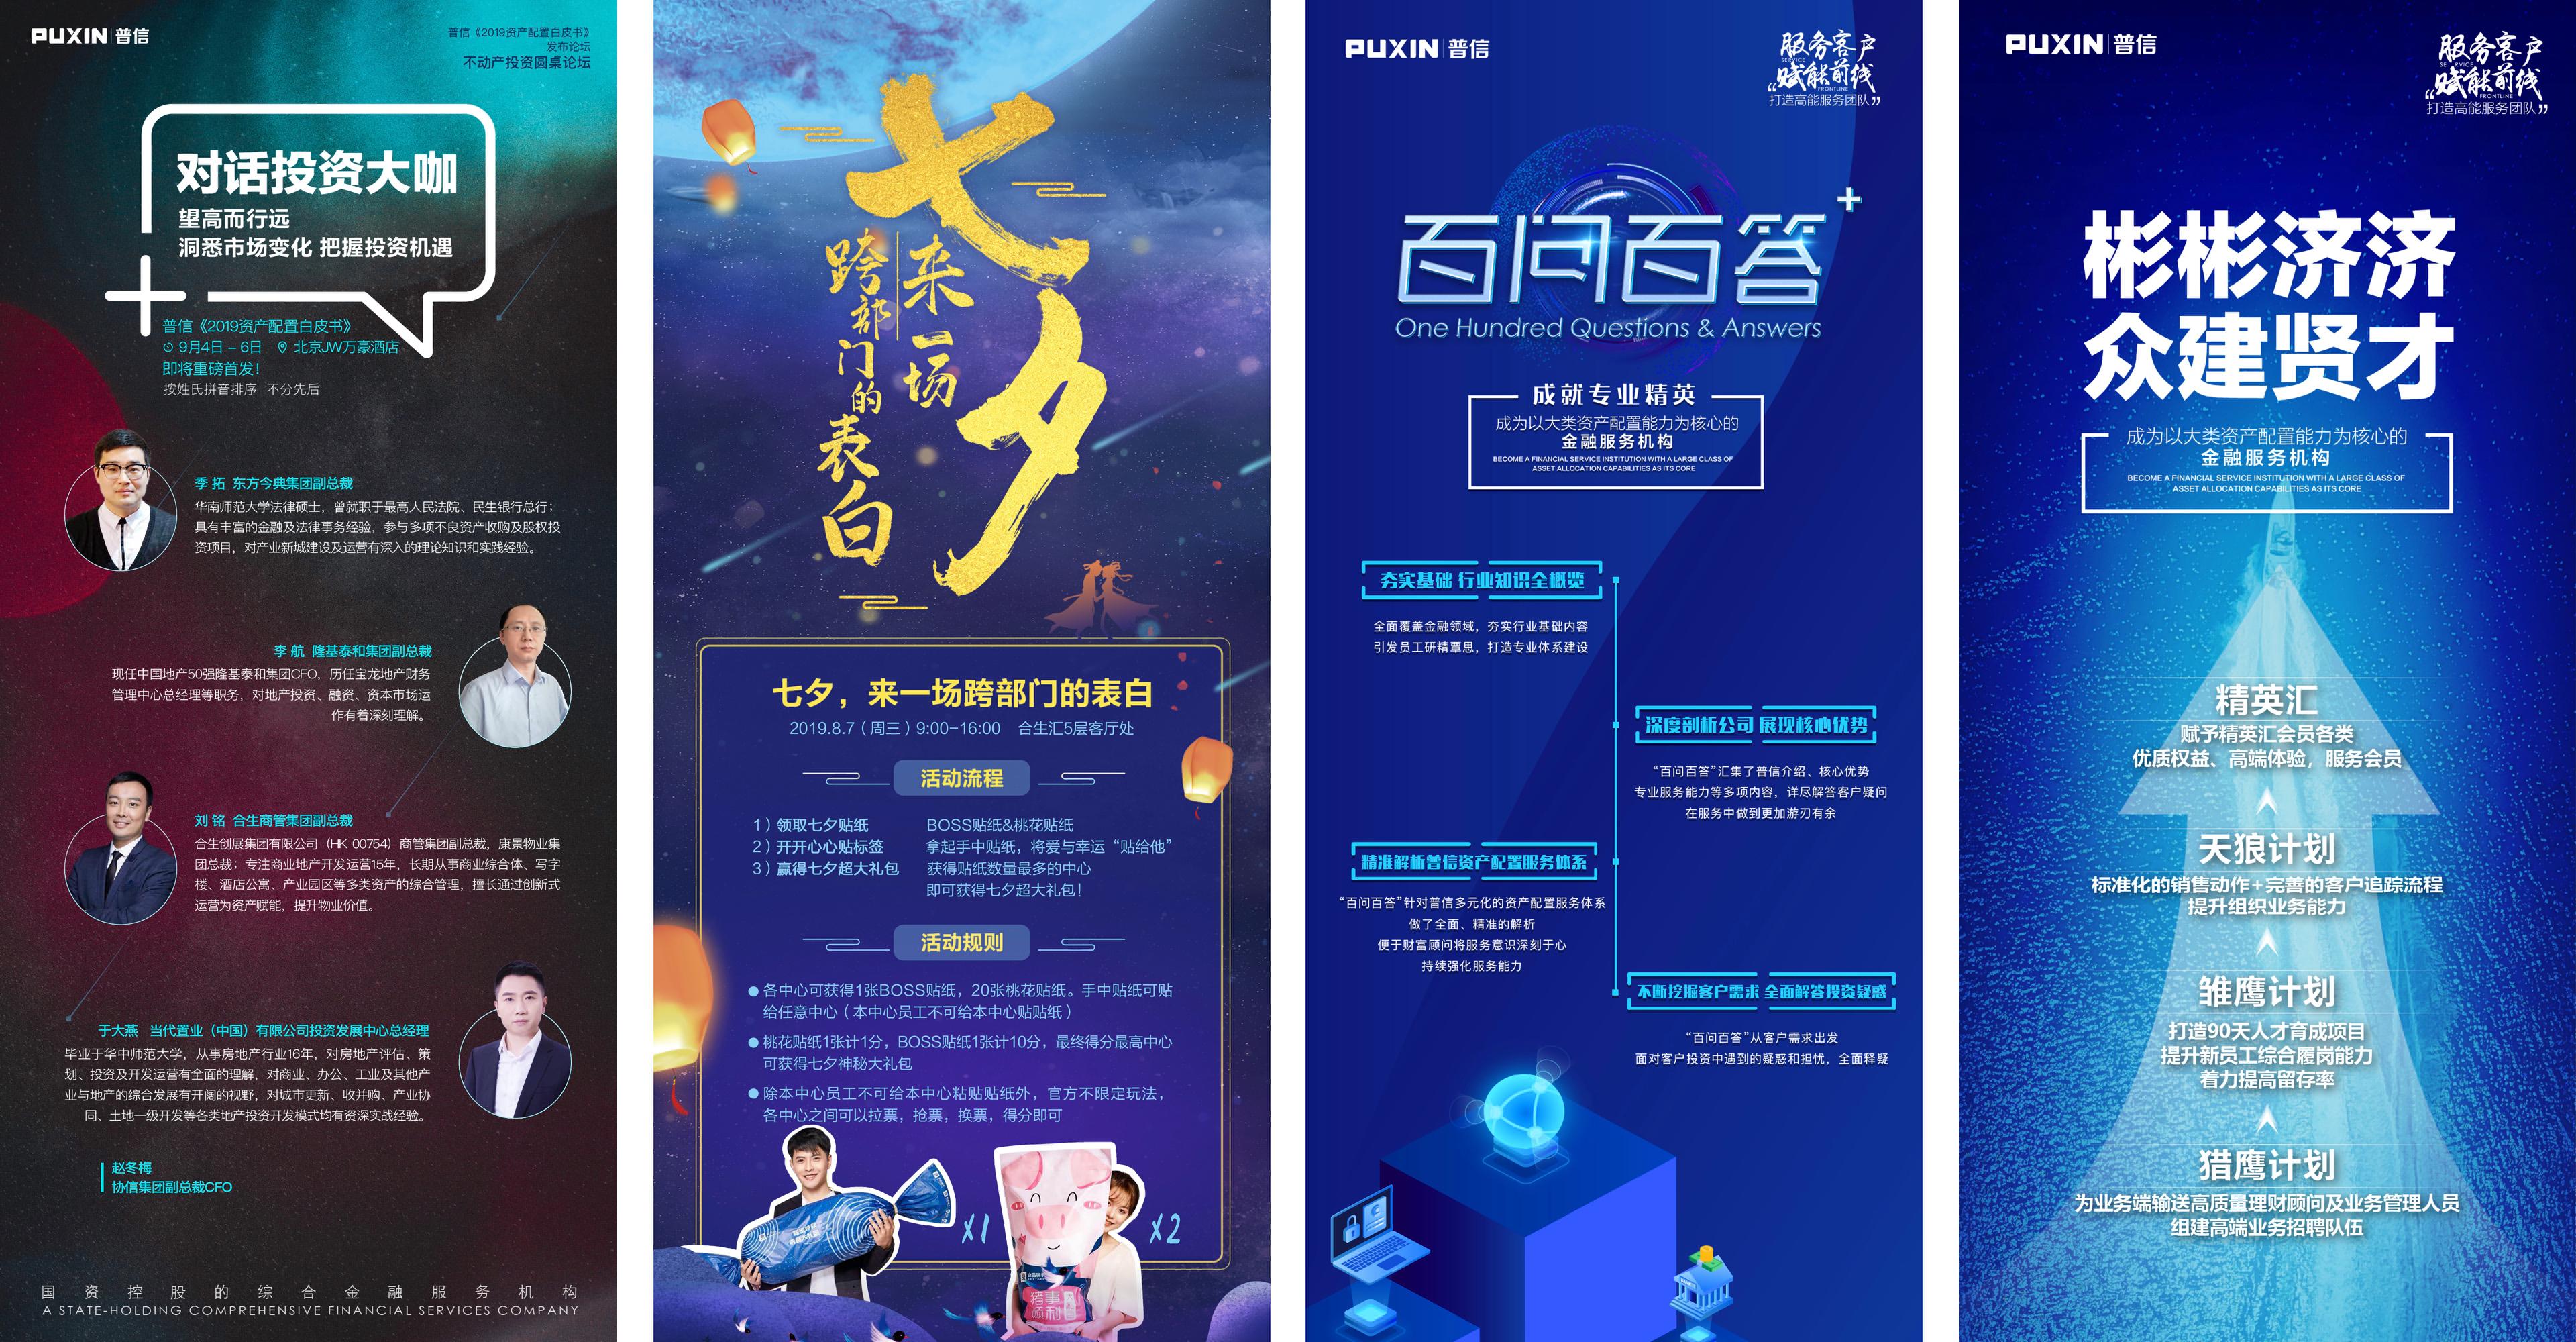 PUXIN 普信
普信《2019资产配置白皮书》
发布论坛
不动产投资圆桌论坛
对话投资大咖
望高而行远
洞悉市场变化 把握投资机遇
普信《2019资产配置白皮书》
9月4日 – 6日 北京JW万豪酒店
即将重磅首发！
按姓氏拼音排序 不分先后
季 拓 东方今典集团副总裁
华南师范大学法律硕士，曾就职于最高人民法院、民生银行总行；
具有丰富的金融及法律事务经验，参与多项不良资产收购及股权投
资项目，对产业新城建设及运营有深入的理论知识和实践经验。
李 航 隆基泰和集团副总裁
现任中国地产50强隆基泰和集团CFO，历任宝龙地产财务
管理中心总经理等职务，对地产投资、融资、资本市场运
作有着深刻理解。
刘 铭 合生商管集团副总裁
合生创展集团有限公司（HK 00754）商管集团副总裁，康景物业集
团总裁；专注商业地产开发运营15年，长期从事商业综合体、写字
楼、酒店公寓、产业园区等多类资产的综合管理，擅长通过创新式
运营为资产赋能，提升物业价值。
于大燕 当代置业（中国）有限公司投资发展中心总经理
毕业于华中师范大学，从事房地产行业16年，对房地产评估、策
划、投资及开发运营有全面的理解，对商业、办公、工业及其他产
业与地产的综合发展有开阔的视野，对城市更新、收并购、产业协
同、土地一级开发等各类地产投资开发模式均有资深实战经验。
赵冬梅
协信集团副总裁CFO
国资控股的综合金融服务机构
A STATE-HOLDING COMPREHENSIVE FINANCIAL SERVICES COMPANY
七夕
来一场
跨部门的表白
七夕，来一场跨部门的表白
2019.8.7（周三）9:00-16:00 合生汇5层客厅处
活动流程
1）领取七夕贴纸 BOSS贴纸&桃花贴纸
2）开开心心贴标签 拿起手中贴纸，将爱与幸运“贴给他”
3）赢得七夕超大礼包 获得贴纸数量最多的中心
即可获得七夕超大礼包！
活动规则
●各中心可获得1张BOSS贴纸，20张桃花贴纸。手中贴纸可贴
给任意中心（本中心员工不可给本中心贴贴纸）
●桃花贴纸1张计1分，BOSS贴纸1张计10分，最终得分最高中心
可获得七夕神秘大礼包
●除本中心员工不可给本中心粘贴贴纸外，官方不限定玩法，
各中心之间可以拉票，抢票，换票，得分即可
X1
X2
PUXIN 普信
服务客户
SERVICE
赋能前线
FRONTLINE
“打造高能服务团队”
百问百答+
One Hundred Questions & Answers
成就专业精英
成为以大类资产配置能力为核心的
金融服务机构
BECOME A FINANCIAL SERVICE INSTITUTION WITH A LARGE CLASS OF
ASSET ALLOCATION CAPABILITIES AS ITS CORE
夯实基础 行业知识全概览
全面覆盖金融领域，夯实行业基础内容
引发员工研精覃思，打造专业体系建设
深度剖析公司 展现核心优势
“百问百答”汇集了普信介绍、核心优势
专业服务能力等多项内容，详尽解答客户疑问
在服务中做到更加游刃有余
精准解析普信资产配置服务体系
“百问百答”针对普信多元化的资产配置服务体系
做了全面、精准的解析
便于财富顾问将服务意识深刻于心
持续强化服务能力
不断挖掘客户需求 全面解答投资疑惑
“百问百答”从客户需求出发
面对客户投资中遇到的疑惑和担忧，全面释疑
PUXIN 普信
服务客户
SERVICE
赋能前线
FRONTLINE
“打造高能服务团队”
彬彬济济
众建贤才
成为以大类资产配置能力为核心的
金融服务机构
BECOME A FINANCIAL SERVICE INSTITUTION WITH A LARGE CLASS OF
ASSET ALLOCATION CAPABILITIES AS ITS CORE
精英汇
赋予精英汇会员各类
优质权益、高端体验，服务会员
天狼计划
标准化的销售动作+完善的客户追踪流程
提升组织业务能力
雏鹰计划
打造90天人才育成项目
提升新员工综合履岗能力
着力提高留存率
猎鹰计划
为业务端输送高质量理财顾问及业务管理人员
组建高端业务招聘队伍